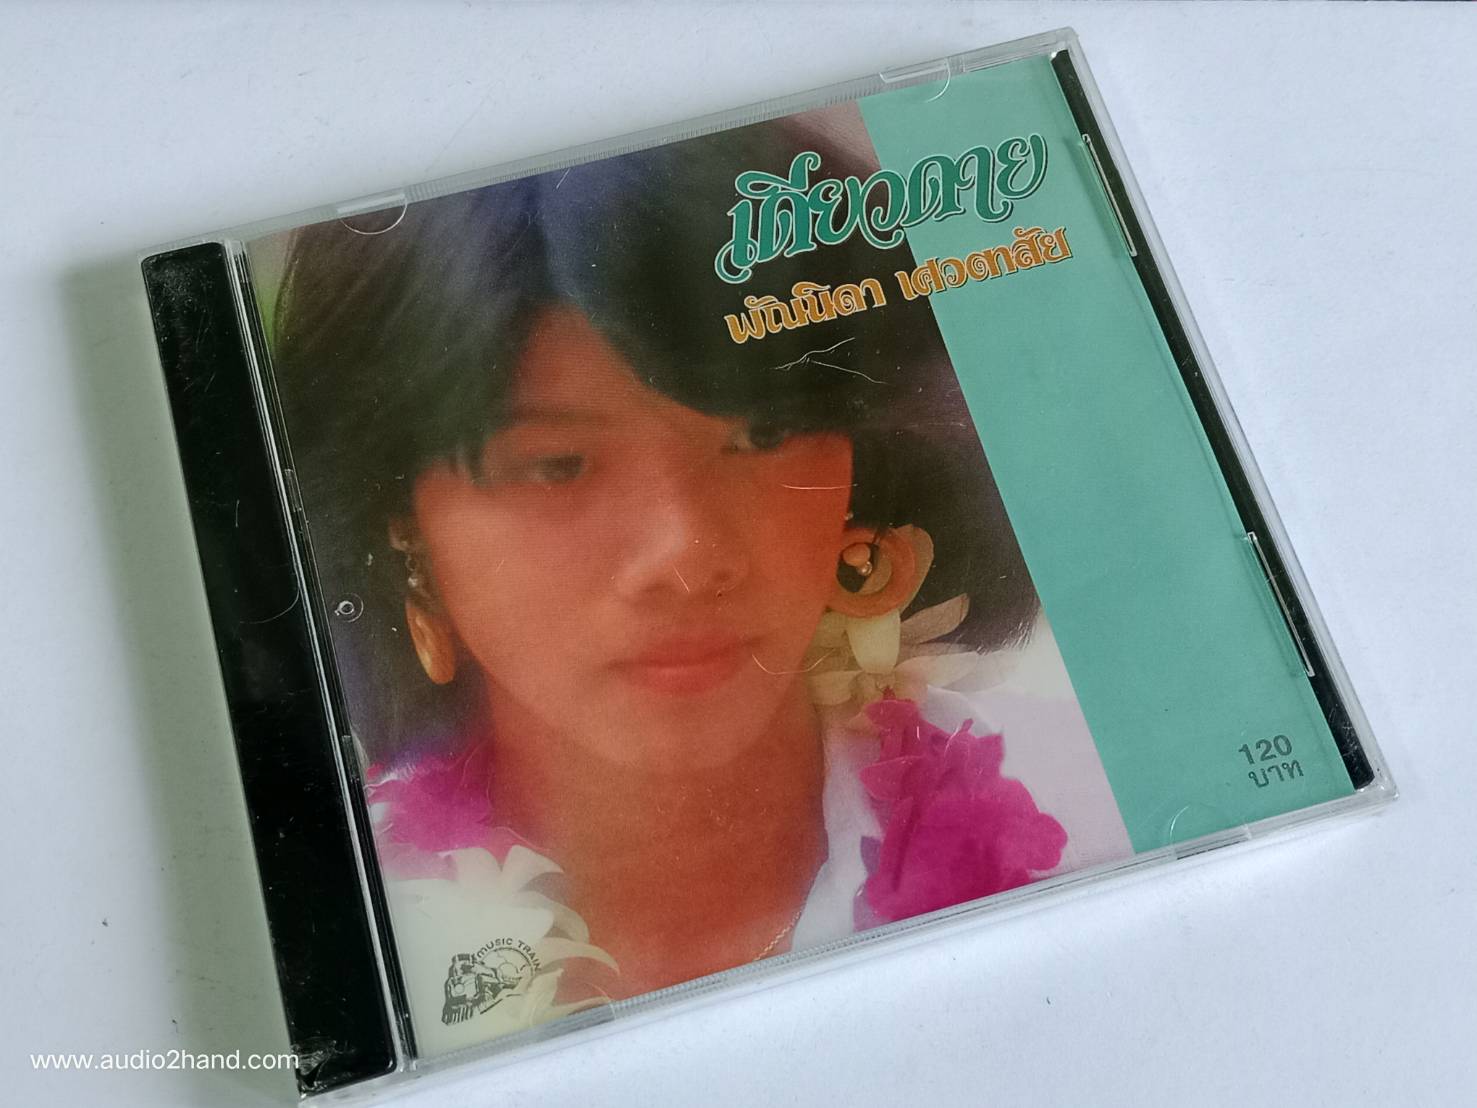 เดียวดาย
พัณนิดา เศวตาสัย
120
บาท
MUSIC TRAIN
www.audio2hand.com